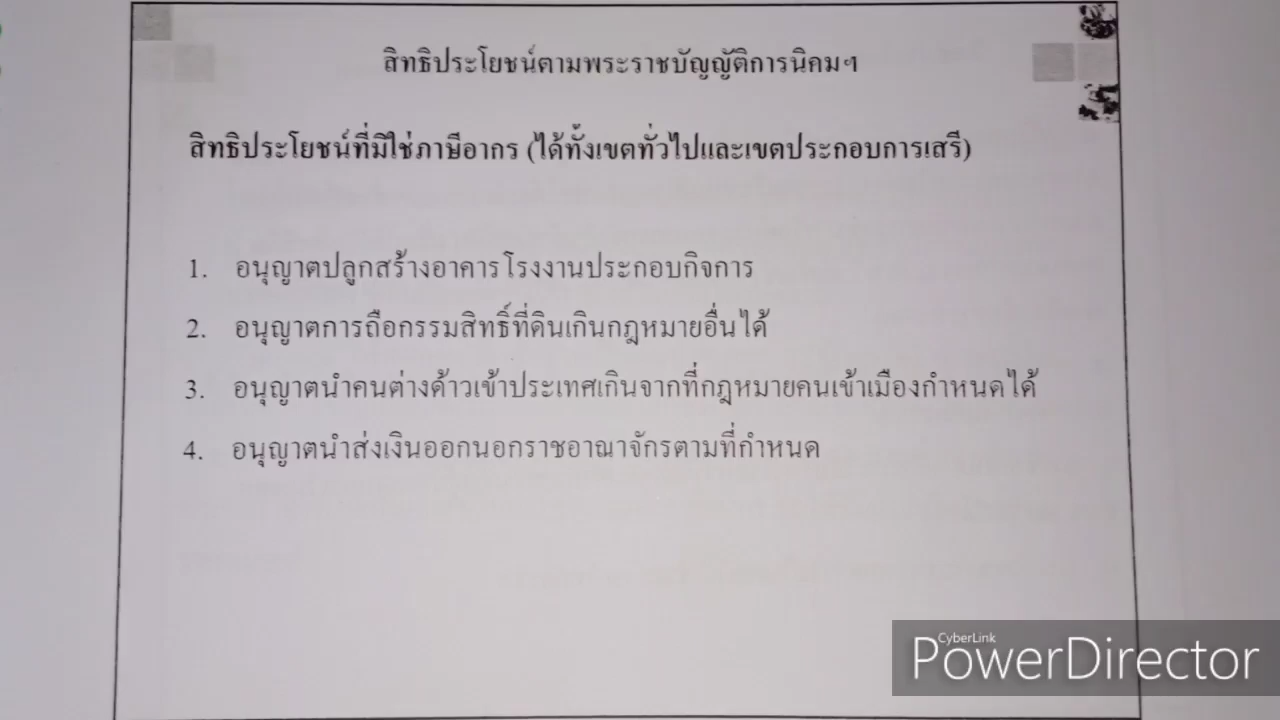 สิทธิประโยชน์ตามพระราชบัญญัติการนิคมฯ
สิทธิประโยชน์ที่มิใช่ภาษีอากร (ได้ทั้งเขตทั่วไปและเขตประกอบการเสรี)
1. อนุญาตปลูกสร้างอาคารโรงงานประกอบกิจการ
2. อนุญาตการถือกรรมสิทธิ์ที่ดินเกินกฎหมายอื่นได้
3. อนุญาตนำคนต่างด้าวเข้าประเทศเกินจากที่กฎหมายคนเข้าเมืองกำหนดได้
4. อนุญาตนำส่งเงินออกนอกราชอาณาจักรตามที่กำหนด
CyberLink
PowerDirector